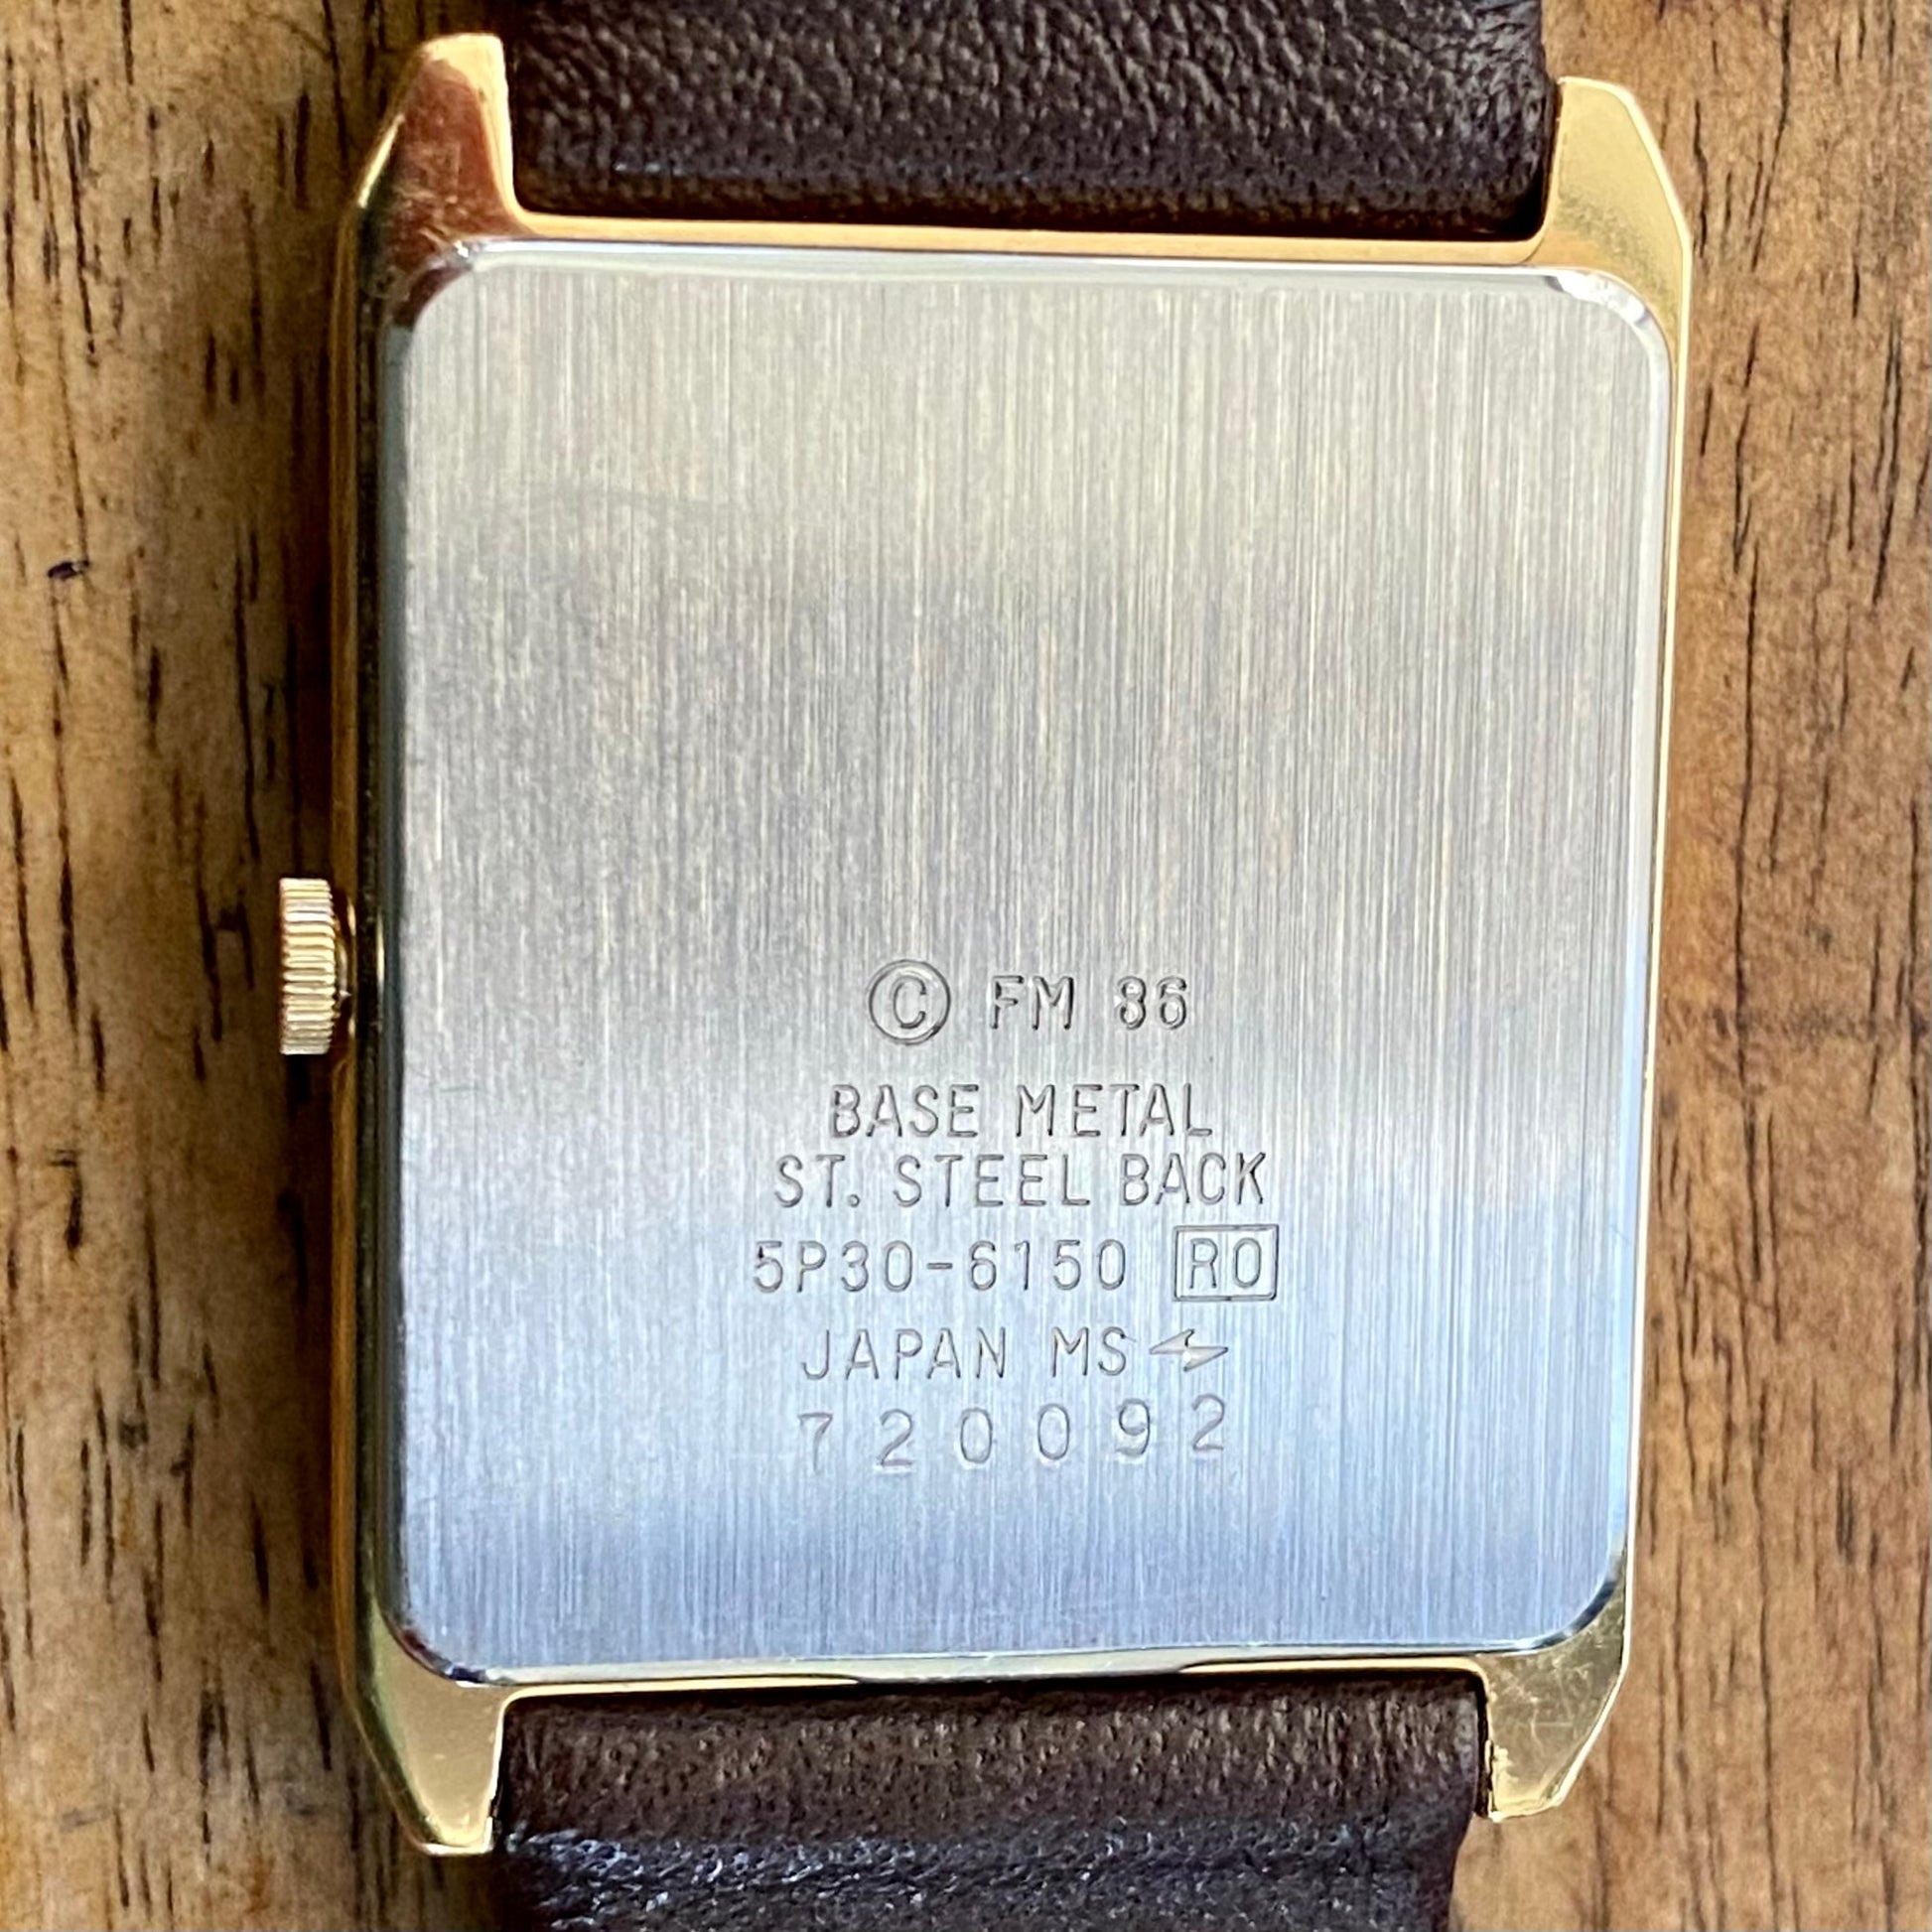 © FM 86
BASE METAL
ST. STEEL BACK
5P30-6150 RO
JAPAN MS
720092